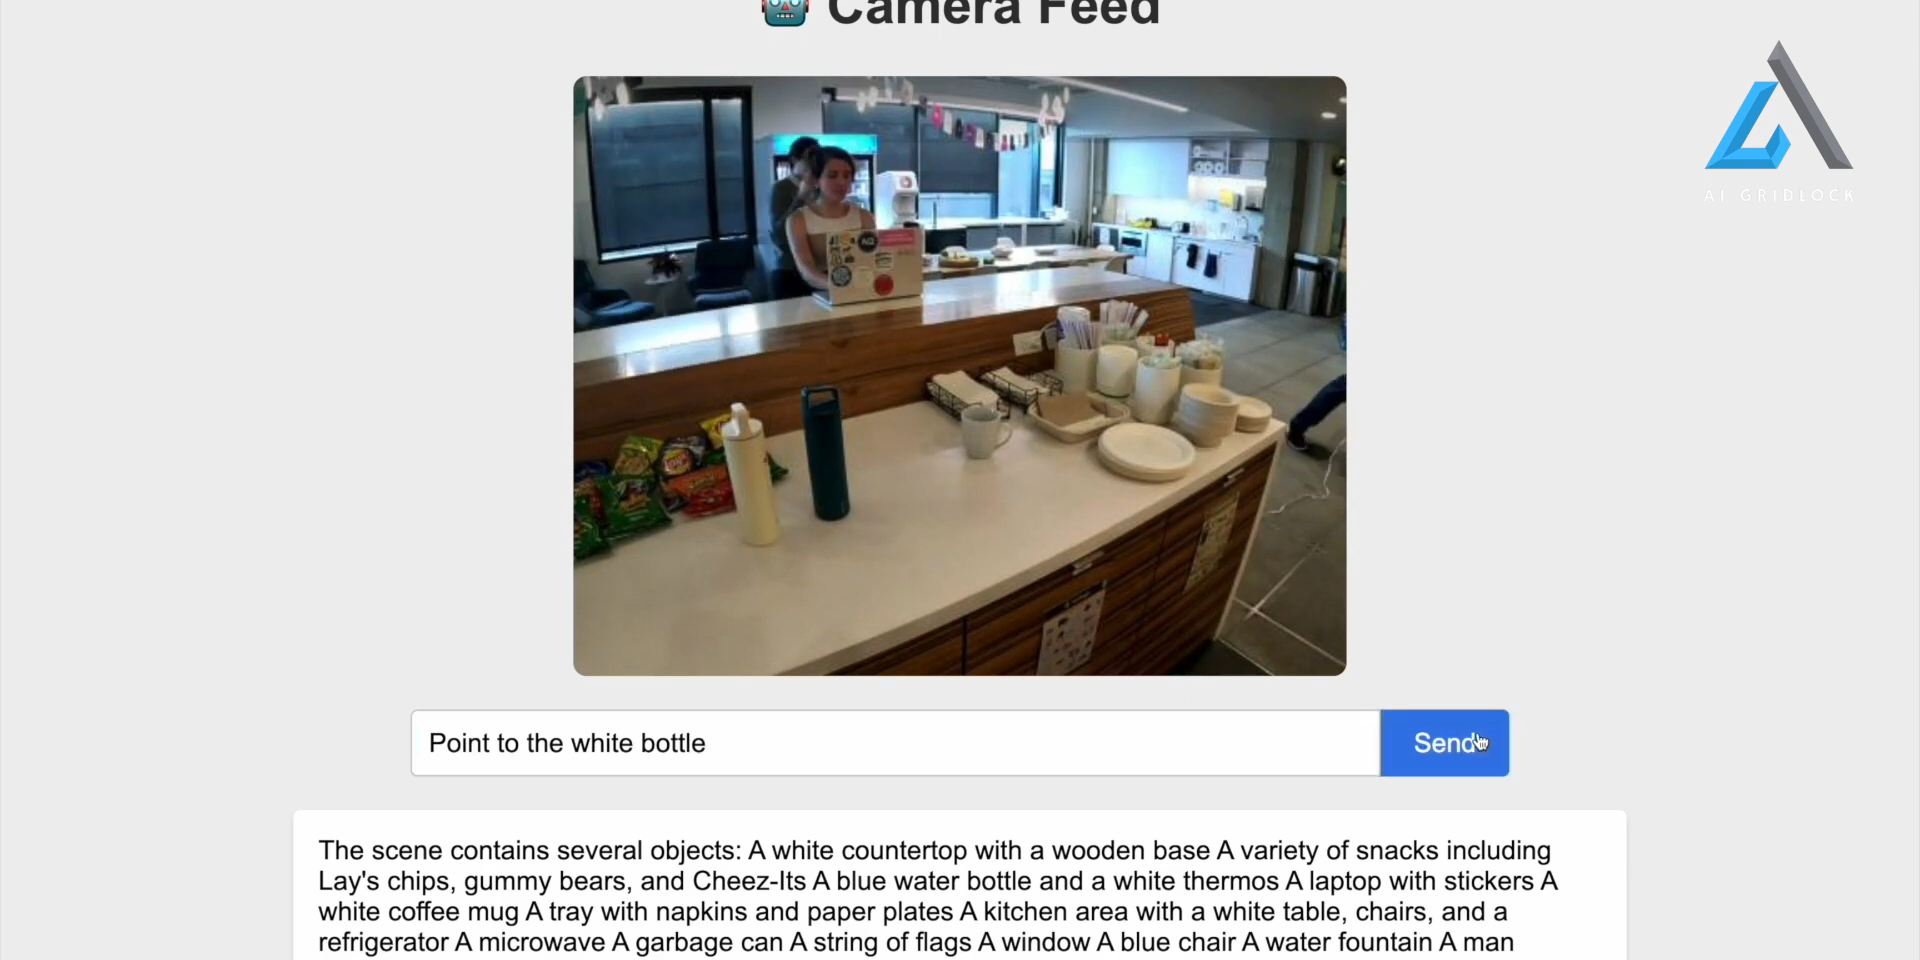 Camera Feed
AI GRIDLOCK
Point to the white bottle
Send
The scene contains several objects: A white countertop with a wooden base A variety of snacks including
Lay's chips, gummy bears, and Cheez-Its A blue water bottle and a white thermos A laptop with stickers A
white coffee mug A tray with napkins and paper plates A kitchen area with a white table, chairs, and a
refrigerator A microwave A garbage can A string of flags A window A blue chair A water fountain A man